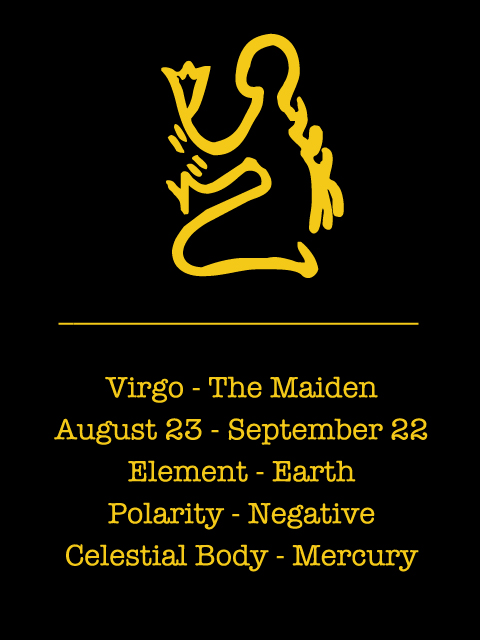 Virgo - The Maiden
August 23 - September 22
Element - Earth
Polarity - Negative
Celestial Body - Mercury